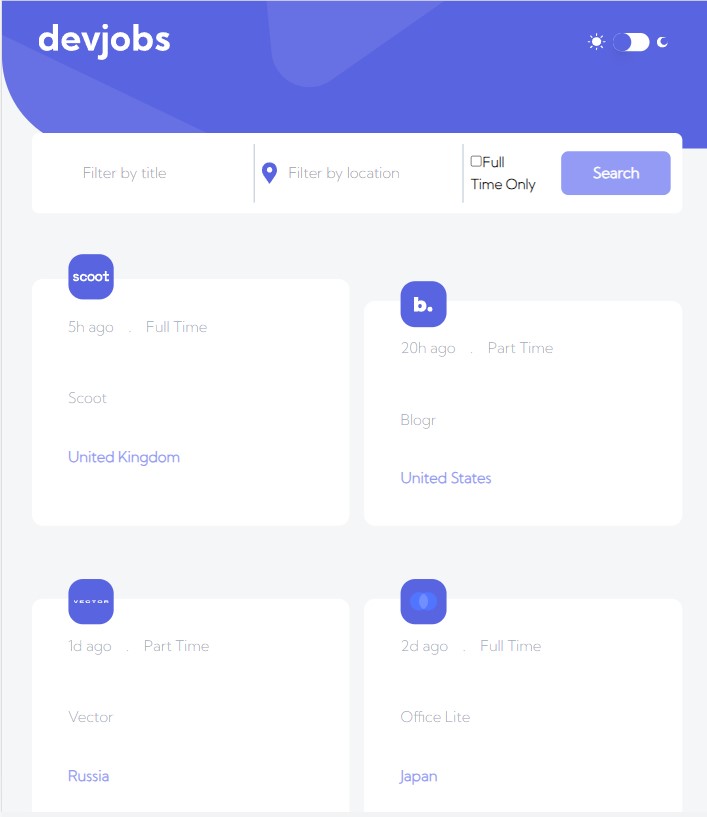 devjobs
Filter by title
Filter by location
Full
Time Only
Search
scoot
5h ago . Full Time
Scoot
United Kingdom
b.
20h ago . Part Time
Blogr
United States
VECTOR
1d ago . Part Time
Vector
Russia
2d ago . Full Time
Office Lite
Japan